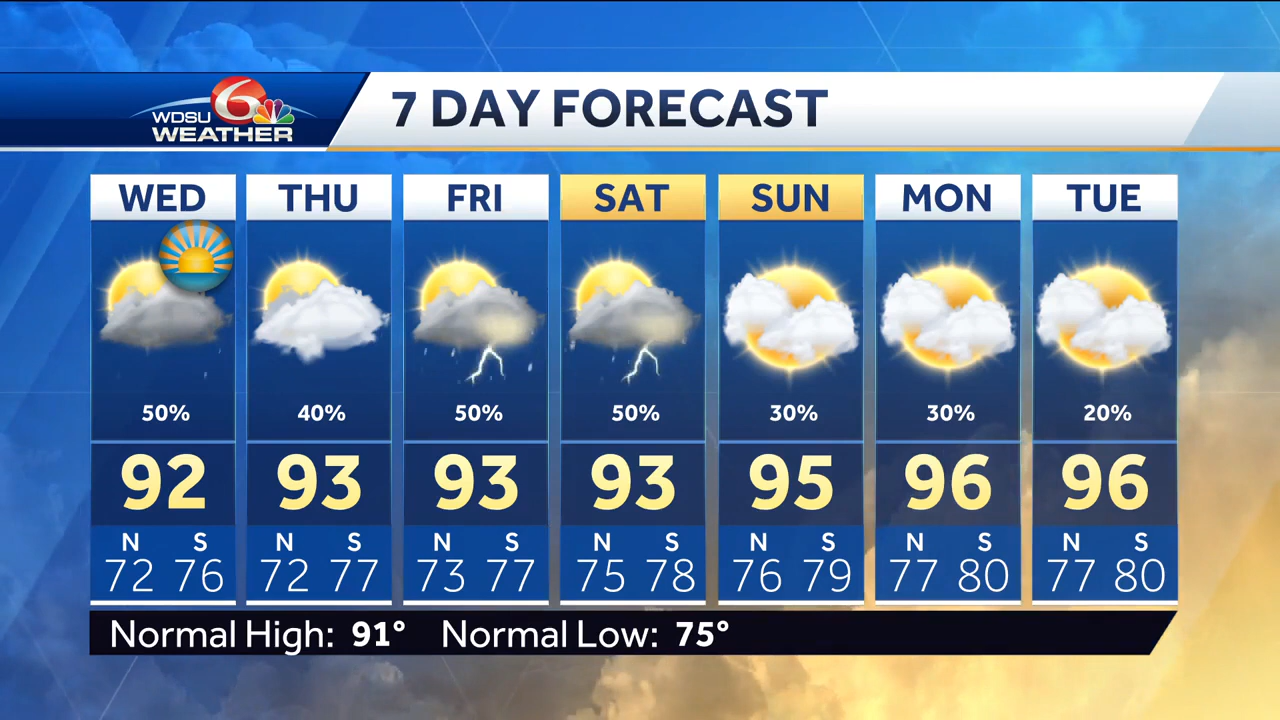 WDSU 6
WEATHER
7 DAY FORECAST
WED THU FRI SAT SUN MON TUE
50% 40% 50% 50% 30% 30% 20%
92 93 93 93 95 96 96
N S N S N S N S N S N S N S
72 76 72 77 73 77 75 78 76 79 77 80 77 80
Normal High: 91° Normal Low: 75°